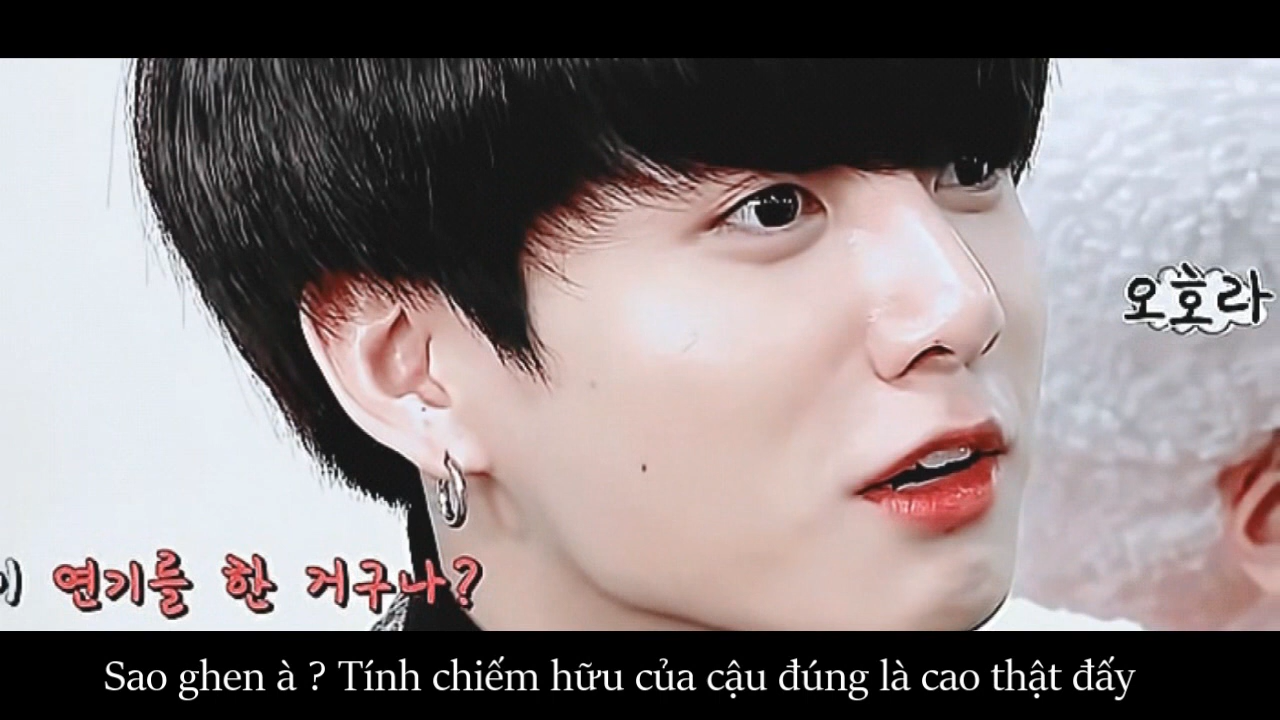 오호라
연기를 한 거구나?
Sao ghen à ? Tính chiếm hữu của cậu đúng là cao thật đấy